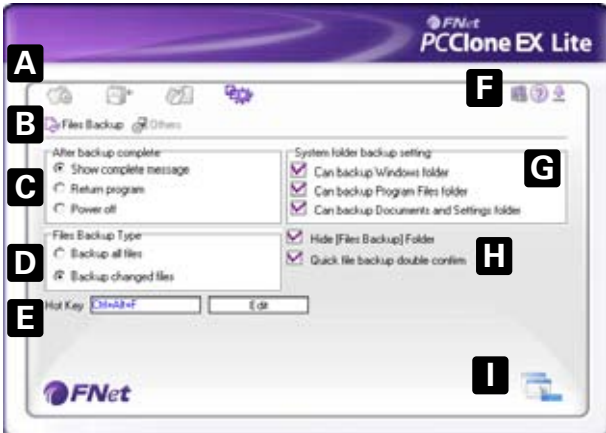 FNet
PCClone EX Lite
A
F
B
Files Backup Others
After backup complete
C
Show complete message
Return program
Power off
System folder backup setting
G
Can backup Windows folder
Can backup Program Files folder
Can backup Documents and Settings folder
Files Backup Type
D
Backup all files
Backup changed files
Hide [Files Backup] Folder
Quick file backup double confirm
H
E
Hot Key Ctrl+Alt+F Edit
I
FNet